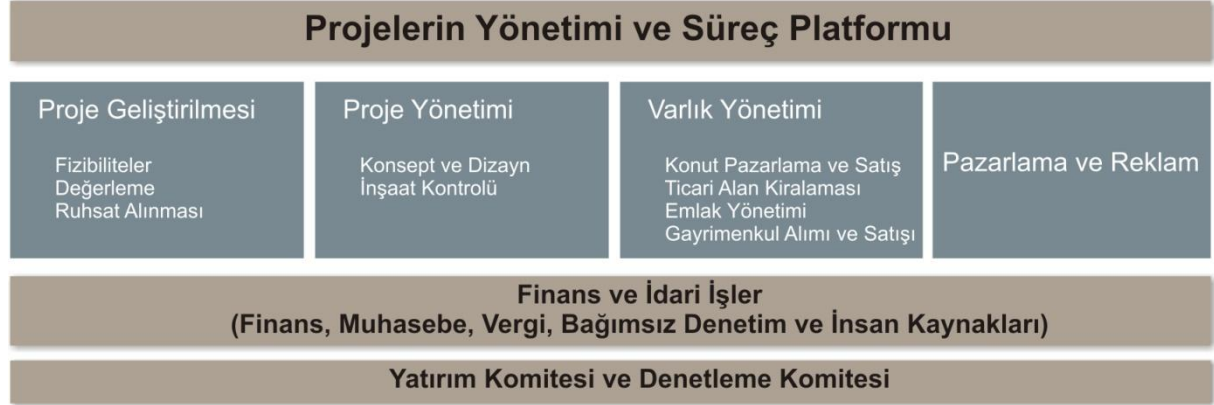 Projelerin Yönetimi ve Süreç Platformu
Proje Geliştirilmesi
Fizibiliteler
Değerleme
Ruhsat Alınması
Proje Yönetimi
Konsept ve Dizayn
İnşaat Kontrolü
Varlık Yönetimi
Konut Pazarlama ve Satış
Ticari Alan Kiralaması
Emlak Yönetimi
Gayrimenkul Alımı ve Satışı
Pazarlama ve Reklam
Finans ve İdari İşler
(Finans, Muhasebe, Vergi, Bağımsız Denetim ve İnsan Kaynakları)
Yatırım Komitesi ve Denetleme Komitesi